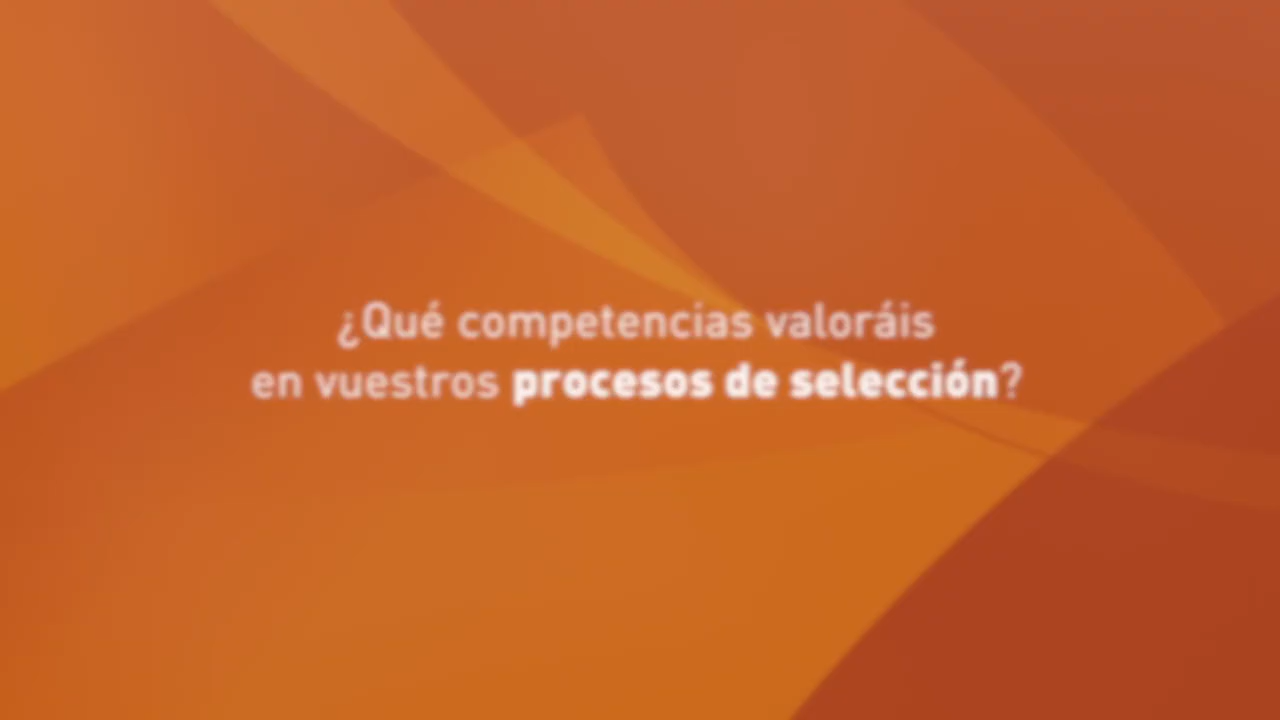 ¿Qué competencias valoráis
en vuestros procesos de selección?